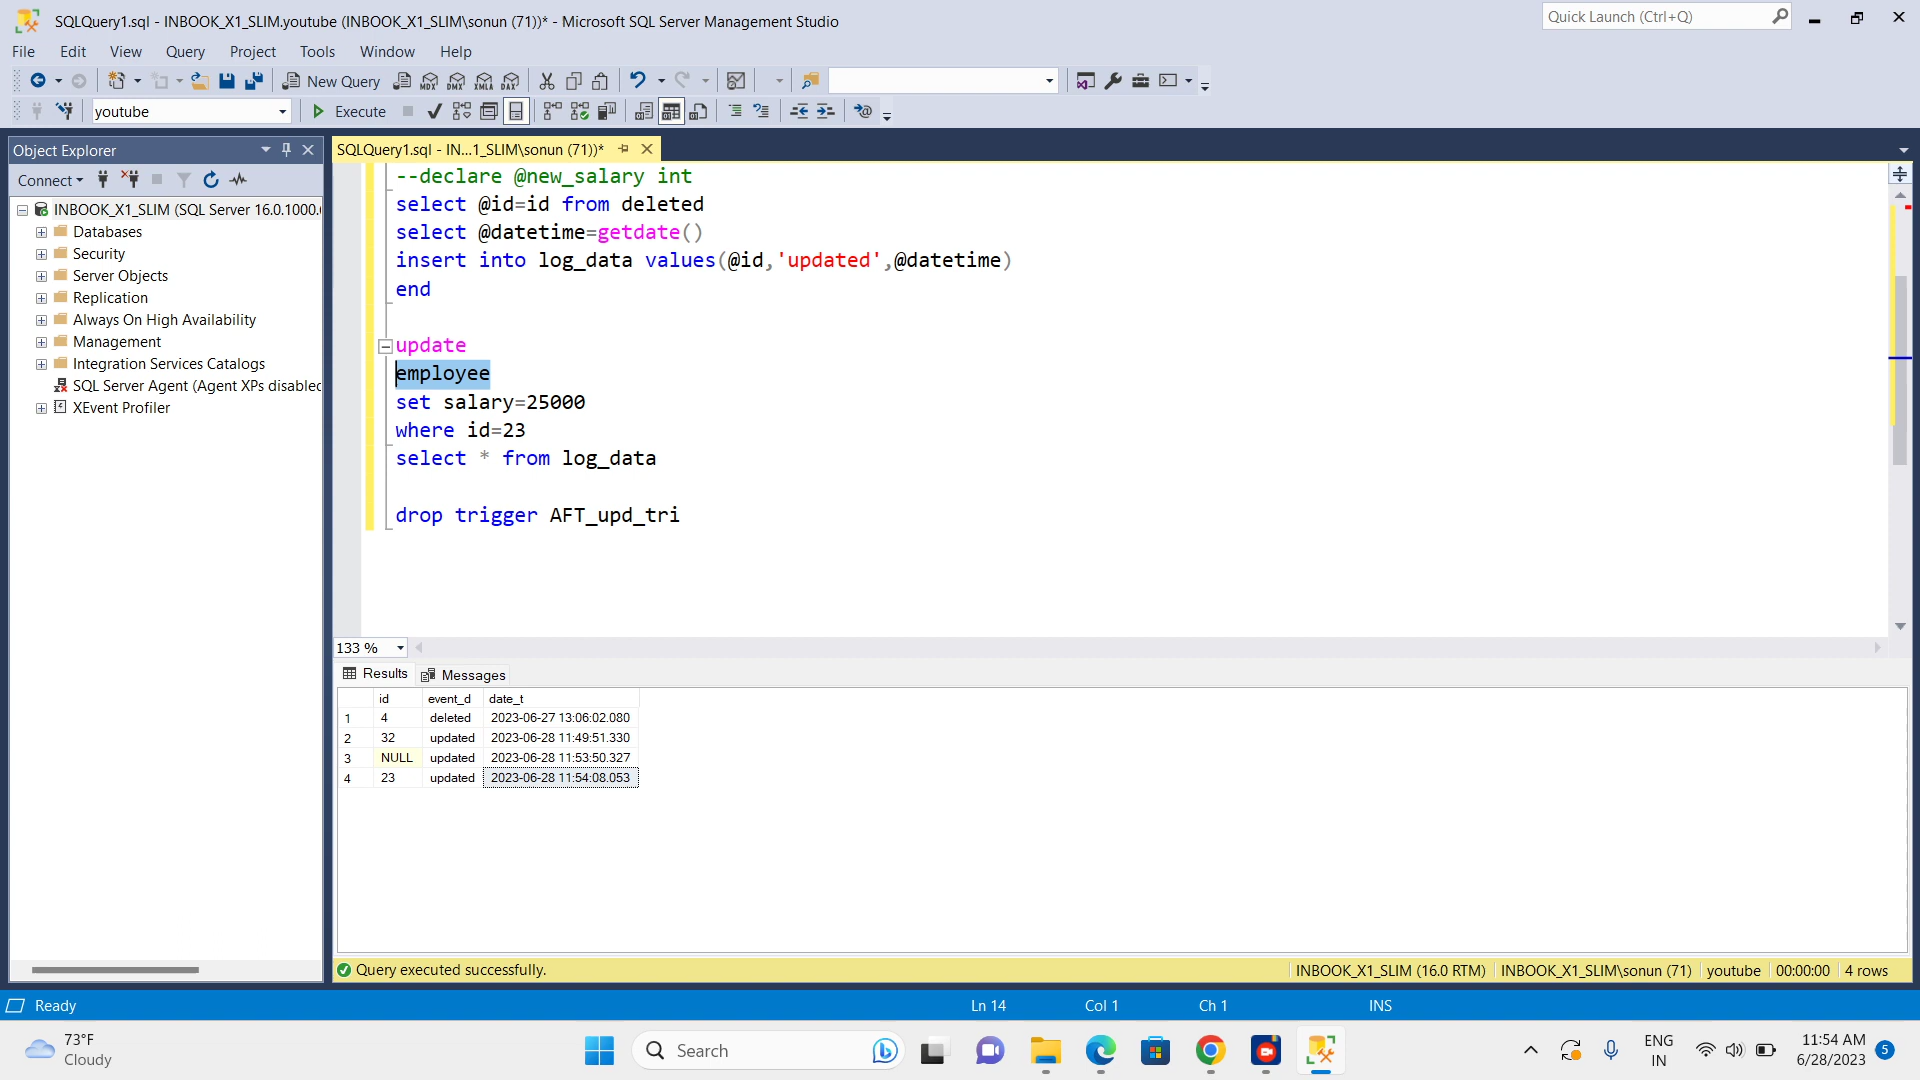 SQLQuery1.sql - INBOOK_X1_SLIM.youtube (INBOOK_X1_SLIM\sonun (71))* - Microsoft SQL Server Management Studio
Quick Launch (Ctrl+Q)
File Edit View Query Project Tools Window Help
New Query
MDX DMX XMLA DAX
youtube
Execute
Object Explorer
Connect
INBOOK_X1_SLIM (SQL Server 16.0.1000.
Databases
Security
Server Objects
Replication
Always On High Availability
Management
Integration Services Catalogs
SQL Server Agent (Agent XPs disabled
XEvent Profiler
SQLQuery1.sql - IN...1_SLIM\sonun (71))*
--declare @new_salary int
select @id=id from deleted
select @datetime=getdate()
insert into log_data values(@id,'updated',@datetime)
end
update
employee
set salary=25000
where id=23
select * from log_data
drop trigger AFT_upd_tri
133 %
Results Messages
id event_d date_t
1 4 deleted 2023-06-27 13:06:02.080
2 32 updated 2023-06-28 11:49:51.330
3 NULL updated 2023-06-28 11:53:50.327
4 23 updated 2023-06-28 11:54:08.053
Query executed successfully.
INBOOK_X1_SLIM (16.0 RTM) INBOOK_X1_SLIM\sonun (71) youtube 00:00:00 4 rows
Ready
Ln 14 Col 1 Ch 1 INS
73°F
Cloudy
Search
ENG
IN
11:54 AM
6/28/2023
5